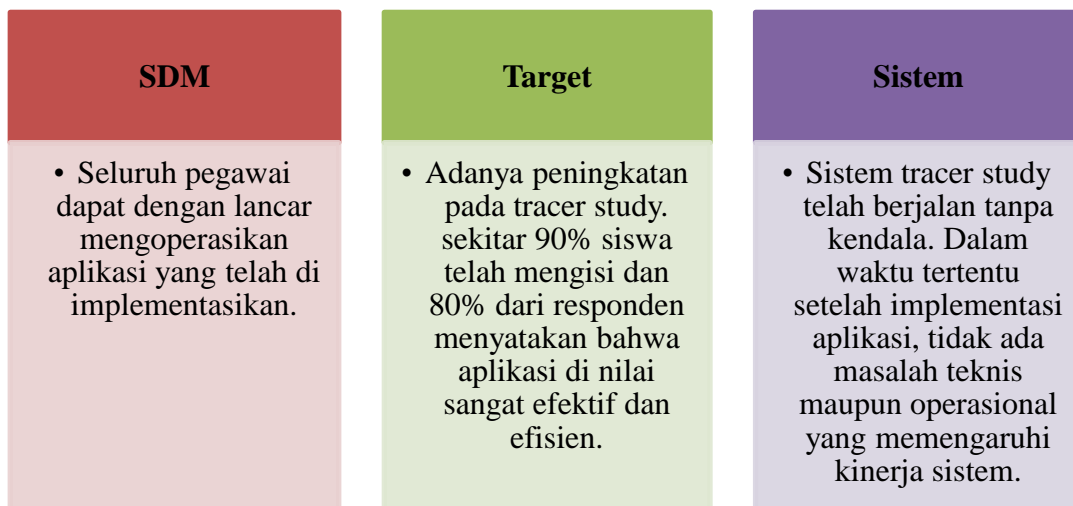 SDM
• Seluruh pegawai
dapat dengan lancar
mengoperasikan
aplikasi yang telah di
implementasikan.
Target
• Adanya peningkatan
pada tracer study.
sekitar 90% siswa
telah mengisi dan
80% dari responden
menyatakan bahwa
aplikasi di nilai
sangat efektif dan
efisien.
Sistem
• Sistem tracer study
telah berjalan tanpa
kendala. Dalam
waktu tertentu
setelah implementasi
aplikasi, tidak ada
masalah teknis
maupun operasional
yang memengaruhi
kinerja sistem.